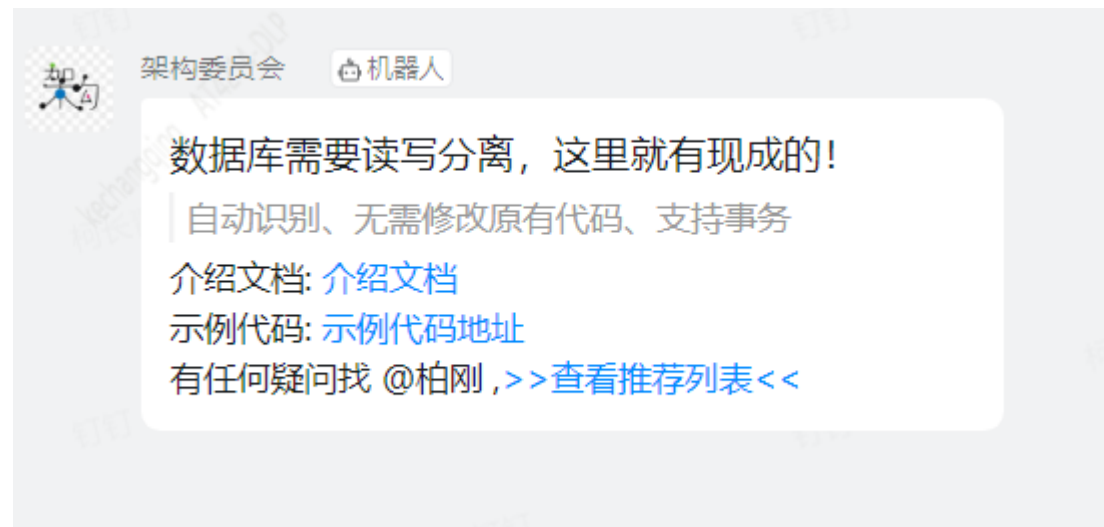 架构委员会 机器人
数据库需要读写分离，这里就有现成的！
自动识别、无需修改原有代码、支持事务
介绍文档: 介绍文档
示例代码: 示例代码地址
有任何疑问找 @柏刚 ,>>查看推荐列表<<